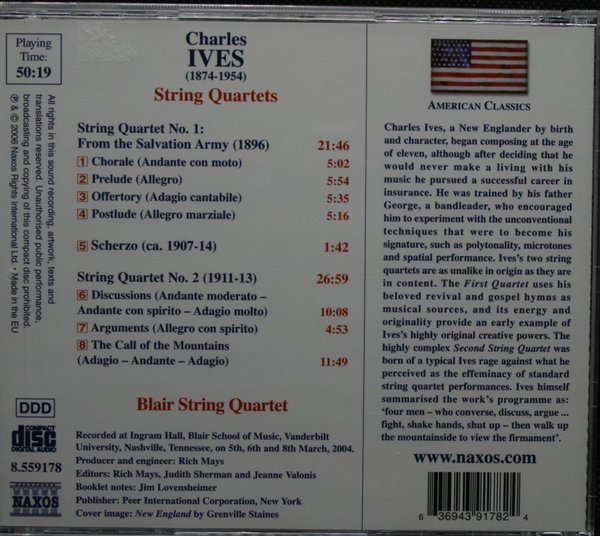 Playing
Time:
50:19
All rights in this sound recording, artwork, texts and
translations reserved. Unauthorised public performance,
broadcasting and copying of this compact disc prohibited.
℗ & © 2006 Naxos Rights International Ltd. • Made in the EU
DDD
COMPACT
disc
DIGITAL AUDIO
8.559178
NAXOS
Charles
IVES
(1874-1954)
String Quartets
String Quartet No. 1:
From the Salvation Army (1896) 21:46
1 Chorale (Andante con moto) 5:02
2 Prelude (Allegro) 5:54
3 Offertory (Adagio cantabile) 5:35
4 Postlude (Allegro marziale) 5:16
5 Scherzo (ca. 1907-14) 1:42
String Quartet No. 2 (1911-13) 26:59
6 Discussions (Andante moderato –
Andante con spirito – Adagio molto) 10:08
7 Arguments (Allegro con spirito) 4:53
8 The Call of the Mountains
(Adagio – Andante – Adagio) 11:49
Blair String Quartet
Recorded at Ingram Hall, Blair School of Music, Vanderbilt
University, Nashville, Tennessee, on 5th, 6th and 8th March, 2004.
Producer and engineer: Rich Mays
Editors: Rich Mays, Judith Sherman and Jeanne Valonis
Booklet notes: Jim Lovensheimer
Publisher: Peer International Corporation, New York
Cover image: New England by Grenville Staines
AMERICAN CLASSICS
Charles Ives, a New Englander by birth
and character, began composing at the age
of eleven, although after deciding that he
would never make a living with his
music he pursued a successful career in
insurance. He was trained by his father
George, a bandleader, who encouraged him
to experiment with the unconventional
techniques that were to become his
signature, such as polytonality, microtones
and spatial performance. Ives's two string
quartets are as unalike in origin as they are
in content. The First Quartet uses his
beloved revival and gospel hymns as
musical sources, and its energy and
originality provide an early example of
Ives's highly original creative powers. The
highly complex Second String Quartet was
born of a typical Ives rage against what he
perceived as the effeminacy of standard
string quartet performances. Ives himself
summarised the work's programme as:
'four men – who converse, discuss, argue ...
fight, shake hands, shut up – then walk up
the mountainside to view the firmament'.
www.naxos.com
6 36943 91782 4